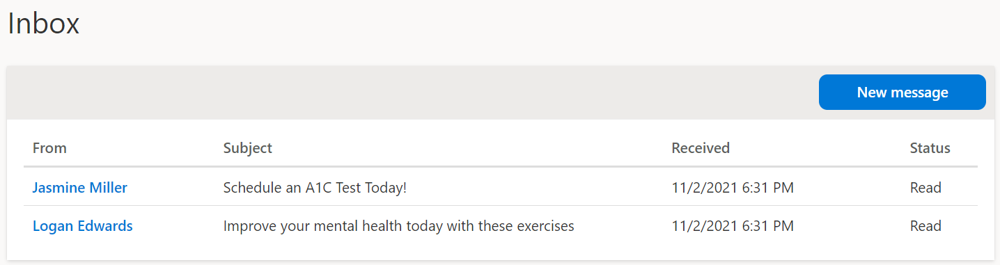 Inbox
New message
From Subject Received Status
Jasmine Miller Schedule an A1C Test Today! 11/2/2021 6:31 PM Read
Logan Edwards Improve your mental health today with these exercises 11/2/2021 6:31 PM Read